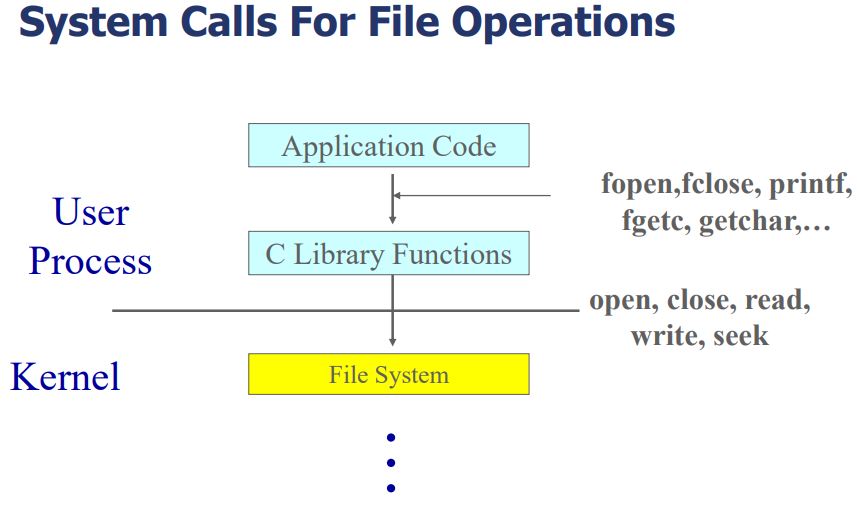 System Calls For File Operations
Application Code
fopen,fclose, printf,
fgetc, getchar,...
User
Process
C Library Functions
open, close, read,
write, seek
Kernel
File System